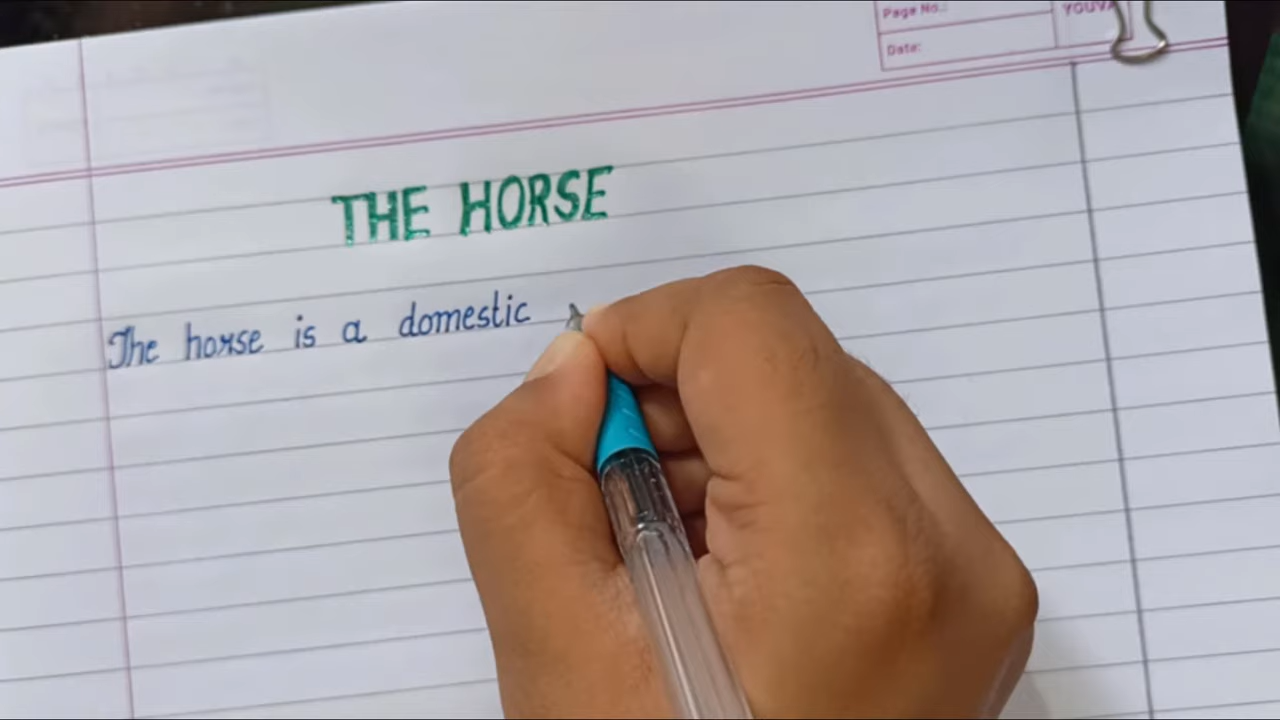 Page No.:
YOUVA
Date:
THE HORSE
The horse is a domestic